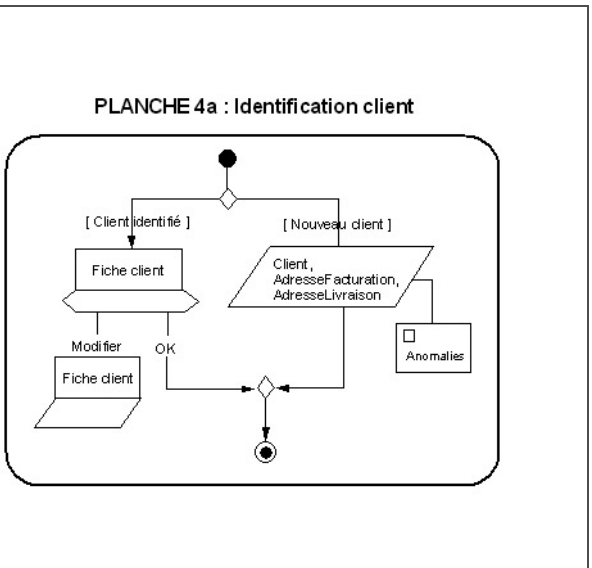 PLANCHE 4a : Identification client
[ Client identifié ]
[ Nouveau client ]
Fiche client
Client,
AdresseFacturation,
AdresseLivraison
Modifier
OK
Anomalies
Fiche client